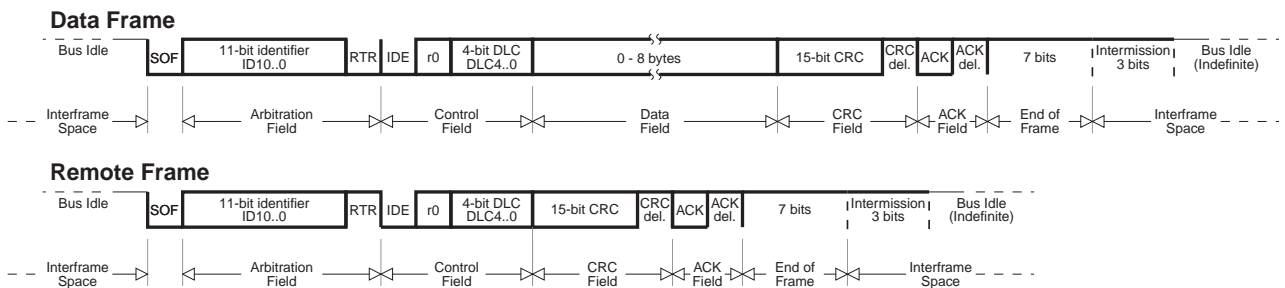 Data Frame
Bus Idle SOF 11-bit identifier ID10..0 RTR IDE r0 4-bit DLC DLC4..0 0 - 8 bytes 15-bit CRC CRC del. ACK ACK del. 7 bits Intermission 3 bits Bus Idle (Indefinite)
Interframe Space Arbitration Field Control Field Data Field CRC Field ACK Field End of Frame Interframe Space
Remote Frame
Bus Idle SOF 11-bit identifier ID10..0 RTR IDE r0 4-bit DLC DLC4..0 15-bit CRC CRC del. ACK ACK del. 7 bits Intermission 3 bits Bus Idle (Indefinite)
Interframe Space Arbitration Field Control Field CRC Field ACK Field End of Frame Interframe Space